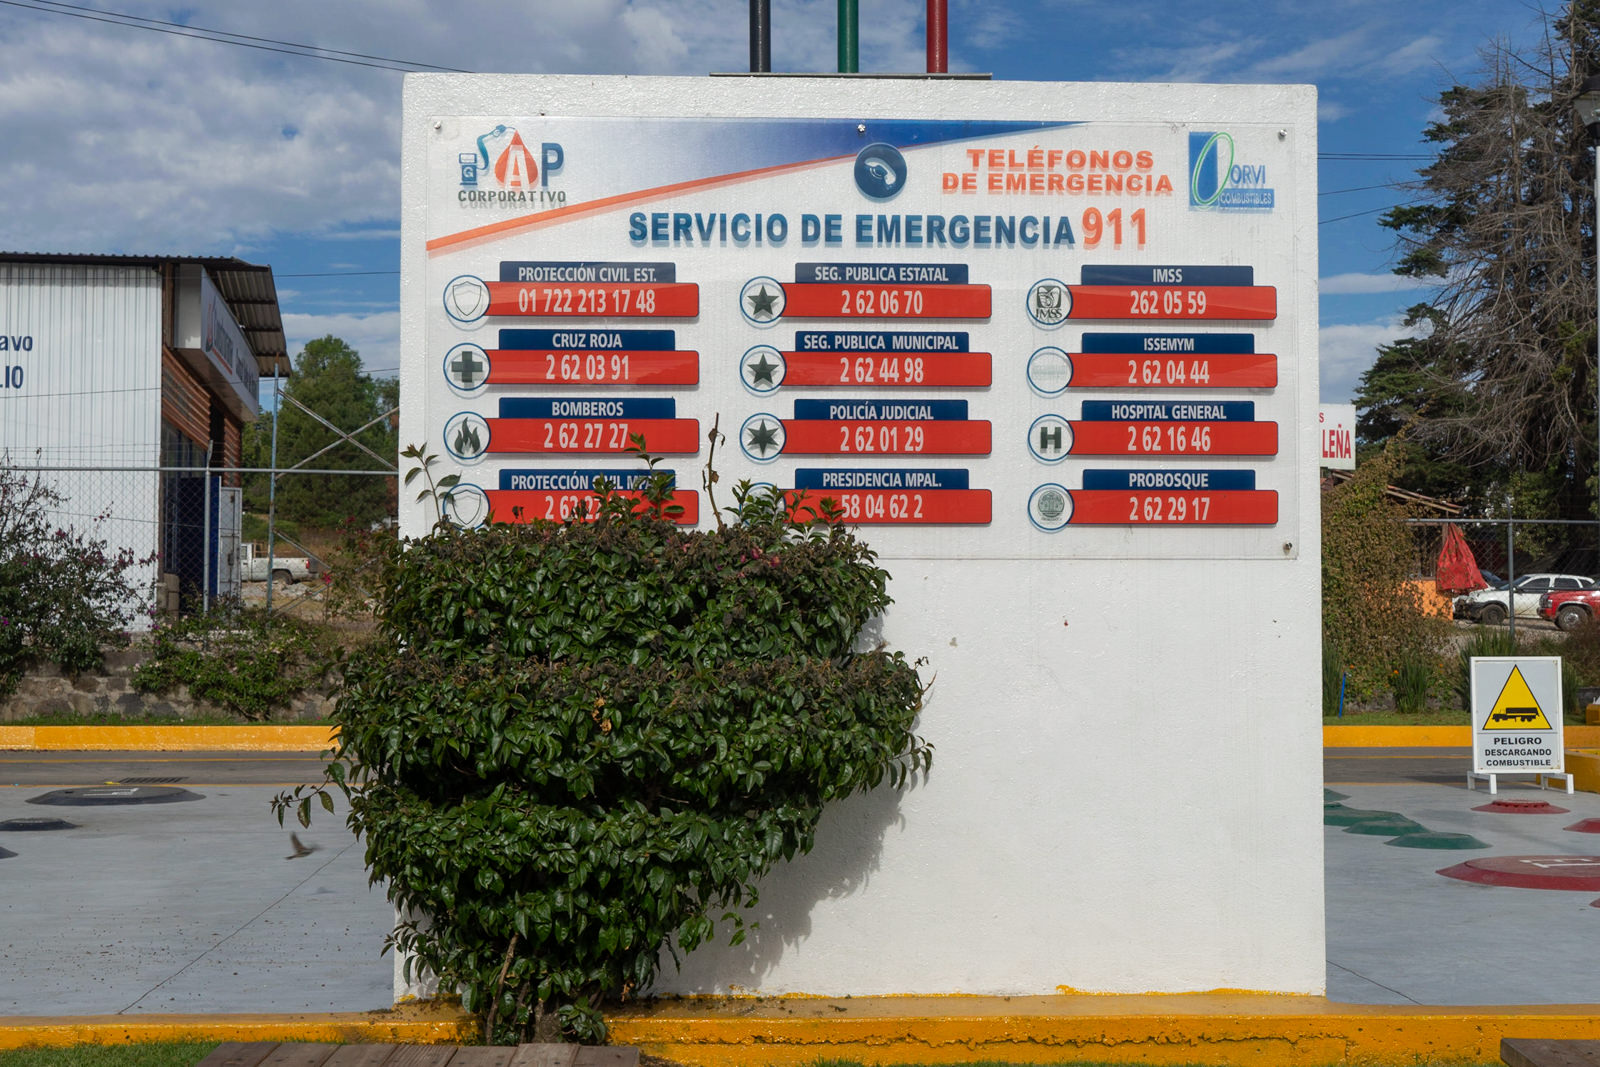 AP
CORPORATIVO
TELÉFONOS
DE EMERGENCIA
ORVI
COMBUSTIBLES
SERVICIO DE EMERGENCIA 911
PROTECCIÓN CIVIL EST.
01 722 213 17 48
SEG. PUBLICA ESTATAL
2 62 06 70
IMSS
262 05 59
IMSS
CRUZ ROJA
2 62 03 91
SEG. PUBLICA MUNICIPAL
2 62 44 98
ISSEMYM
2 62 04 44
BOMBEROS
2 62 27 27
POLICÍA JUDICIAL
2 62 01 29
HOSPITAL GENERAL
H
2 62 16 46
PROTECCIÓN CIVIL
2 62
PRESIDENCIA MPAL.
58 04 62 2
PROBOSQUE
2 62 29 17
LEÑA
PELIGRO
DESCARGANDO
COMBUSTIBLE